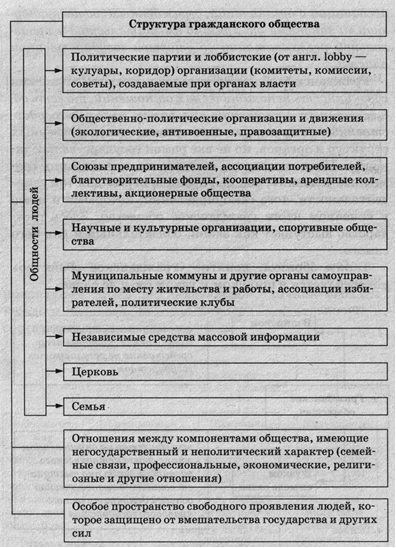 Структура гражданского общества
Общности людей
Политические партии и лоббистские (от англ. lobby —
кулуары, коридор) организации (комитеты, комиссии,
советы), создаваемые при органах власти
Общественно-политические организации и движения
(экологические, антивоенные, правозащитные)
Союзы предпринимателей, ассоциации потребителей,
благотворительные фонды, кооперативы, арендные кол-
лективы, акционерные общества
Научные и культурные организации, спортивные обще-
ства
Муниципальные коммуны и другие органы самоуправ-
ления по месту жительства и работы, ассоциации изби-
рателей, политические клубы
Независимые средства массовой информации
Церковь
Семья
Отношения между компонентами общества, имеющие
негосударственный и неполитический характер (семей-
ные связи, профессиональные, экономические, религи-
озные и другие отношения)
Особое пространство свободного проявления людей, ко-
торое защищено от вмешательства государства и других
сил